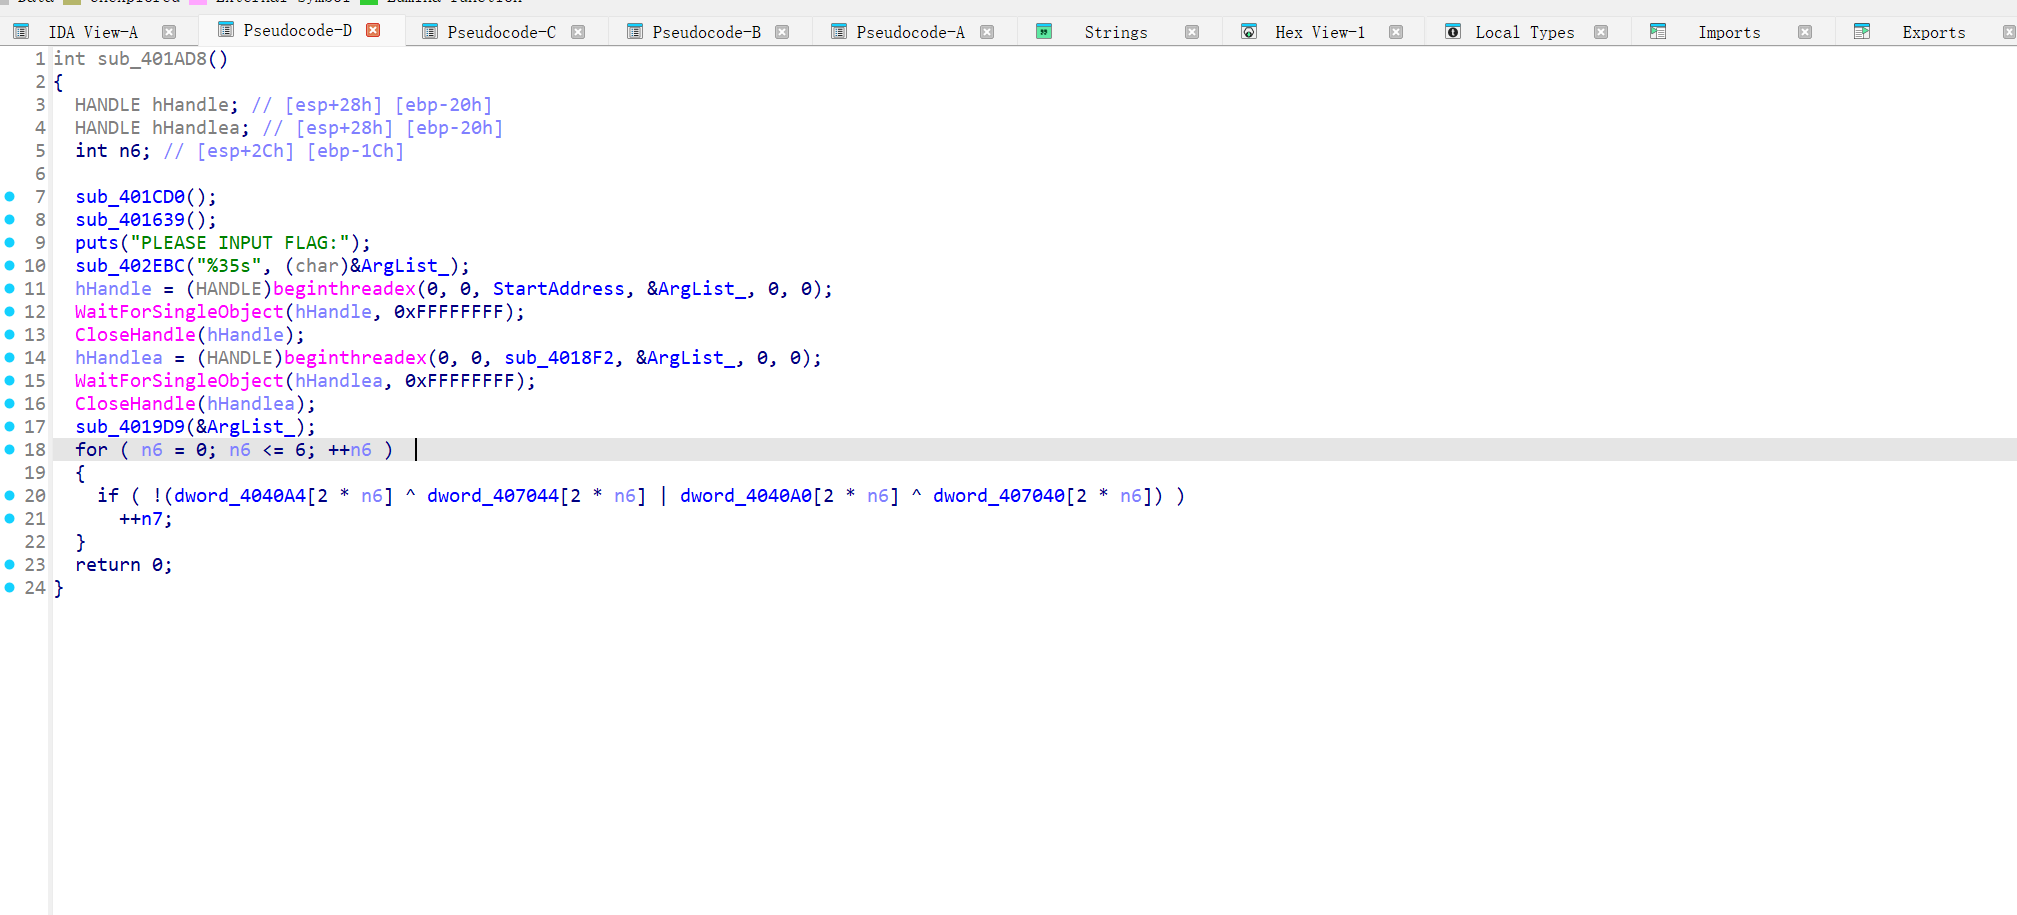 Data Unexplored External symbol Lumina function
IDA View-A Pseudocode-D Pseudocode-C Pseudocode-B Pseudocode-A Strings Hex View-1 Local Types Imports Exports
1 int sub_401AD8()
2 {
3 HANDLE hHandle; // [esp+28h] [ebp-20h]
4 HANDLE hHandlea; // [esp+28h] [ebp-20h]
5 int n6; // [esp+2Ch] [ebp-1Ch]
6
7 sub_401CD0();
8 sub_401639();
9 puts("PLEASE INPUT FLAG:");
10 sub_402EBC("%35s", (char)&ArgList_);
11 hHandle = (HANDLE)beginthreadex(0, 0, StartAddress, &ArgList_, 0, 0);
12 WaitForSingleObject(hHandle, 0xFFFFFFFF);
13 CloseHandle(hHandle);
14 hHandlea = (HANDLE)beginthreadex(0, 0, sub_4018F2, &ArgList_, 0, 0);
15 WaitForSingleObject(hHandlea, 0xFFFFFFFF);
16 CloseHandle(hHandlea);
17 sub_4019D9(&ArgList_);
18 for ( n6 = 0; n6 <= 6; ++n6 )
19 {
20 if ( !(dword_4040A4[2 * n6] ^ dword_407044[2 * n6] | dword_4040A0[2 * n6] ^ dword_407040[2 * n6]) )
21 ++n7;
22 }
23 return 0;
24 }